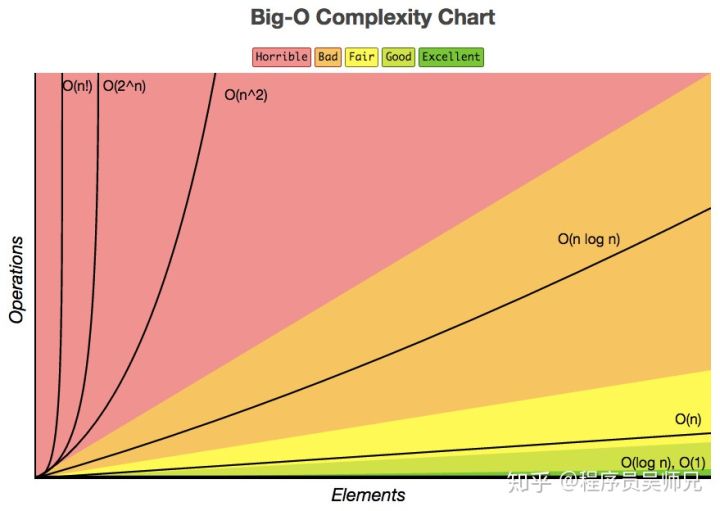 Big-O Complexity Chart
Horrible Bad Fair Good Excellent
O(n!) O(2^n)
O(n^2)
O(n log n)
O(n)
O(log n), O(1)
Operations
Elements
知乎 @程序员吴师兄